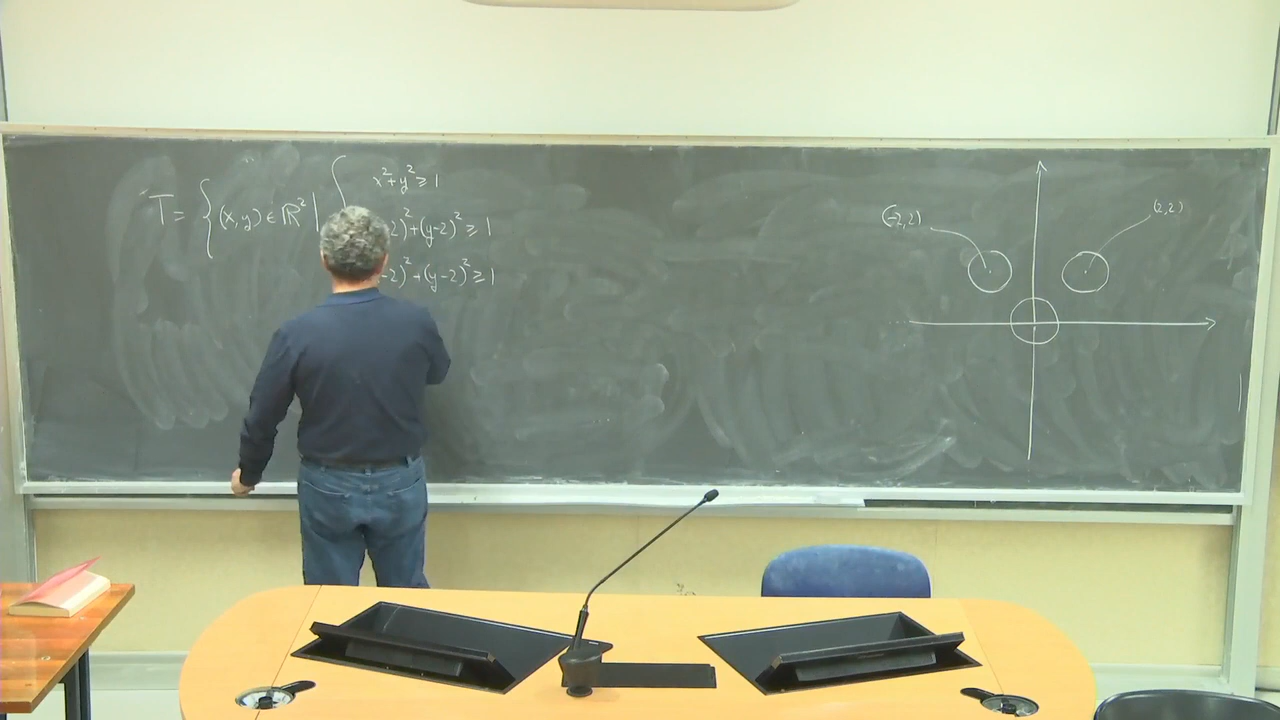 x²+y² ≥ 1
T = { (x,y) ∈ ℝ² | {
2)²+(y-2)² ≥ 1
-2)²+(y-2)² ≥ 1
(-2,2)
(2,2)